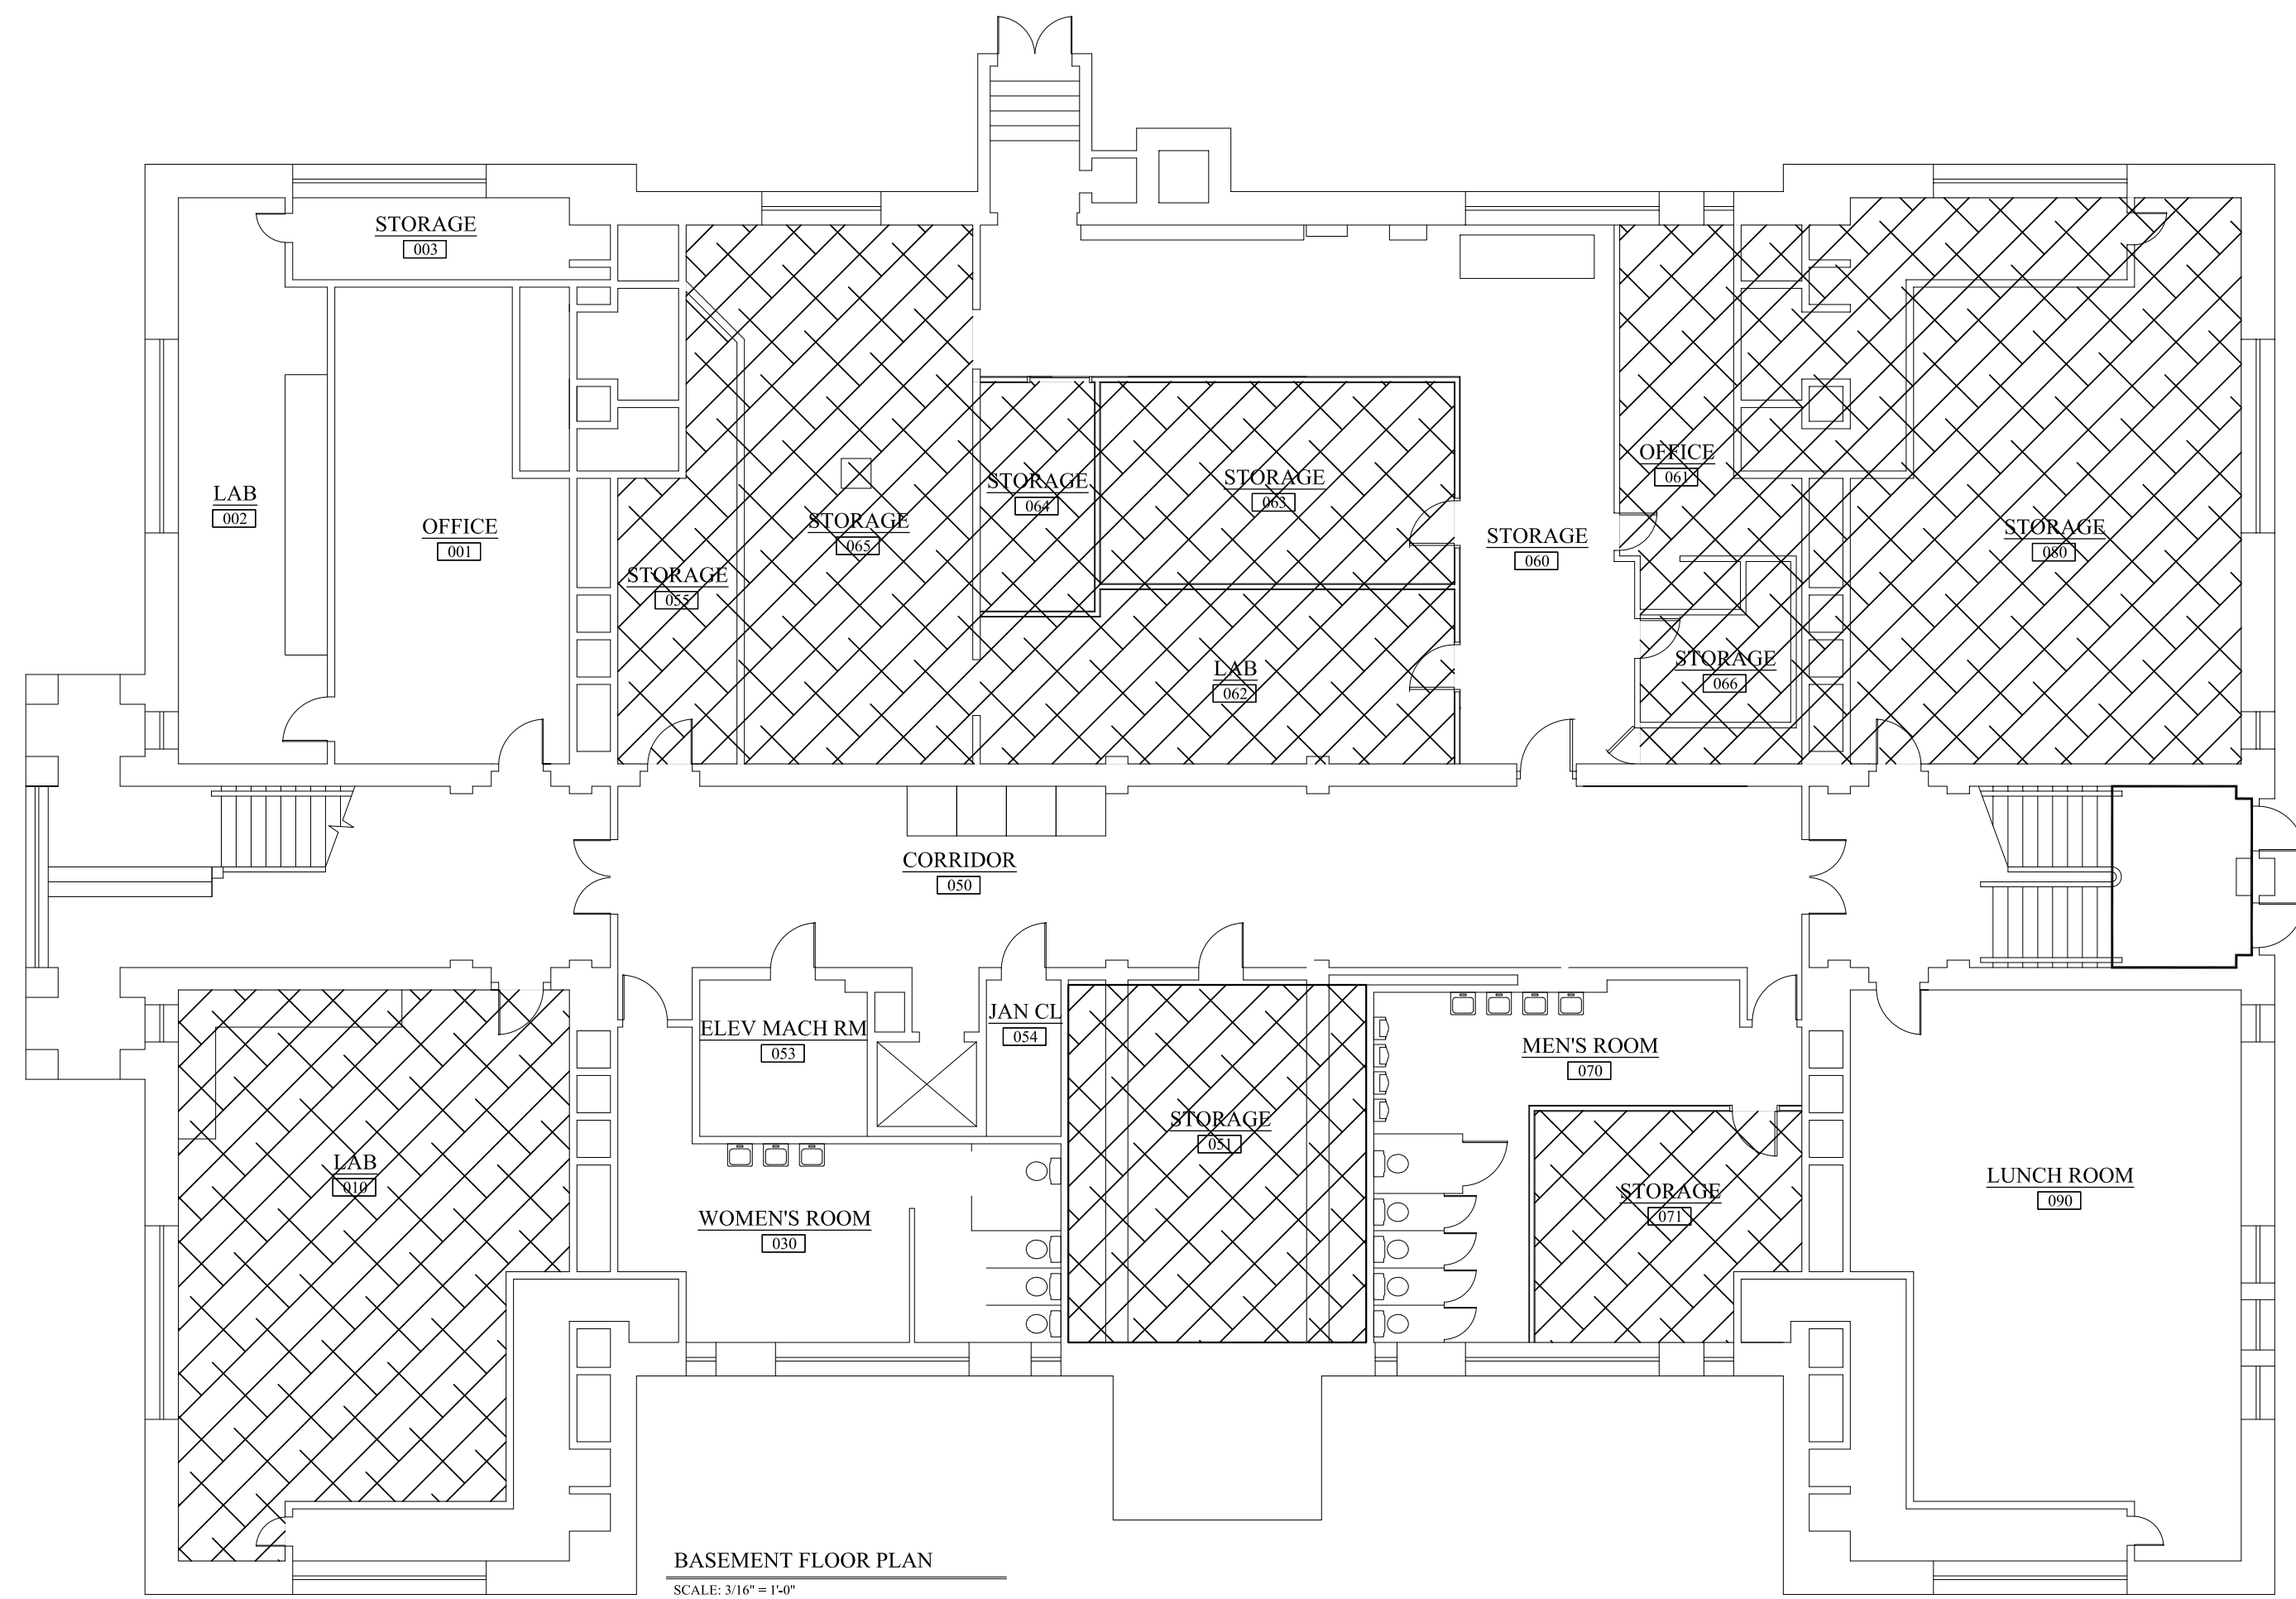 STORAGE
003
LAB
002
OFFICE
001
STORAGE
055
STORAGE
065
STORAGE
064
STORAGE
063
LAB
062
STORAGE
060
OFFICE
061
STORAGE
066
STORAGE
080
CORRIDOR
050
ELEV MACH RM
053
JAN CL
054
STORAGE
051
MEN'S ROOM
070
STORAGE
071
LAB
010
WOMEN'S ROOM
030
LUNCH ROOM
090
BASEMENT FLOOR PLAN
SCALE: 3/16" = 1'-0"